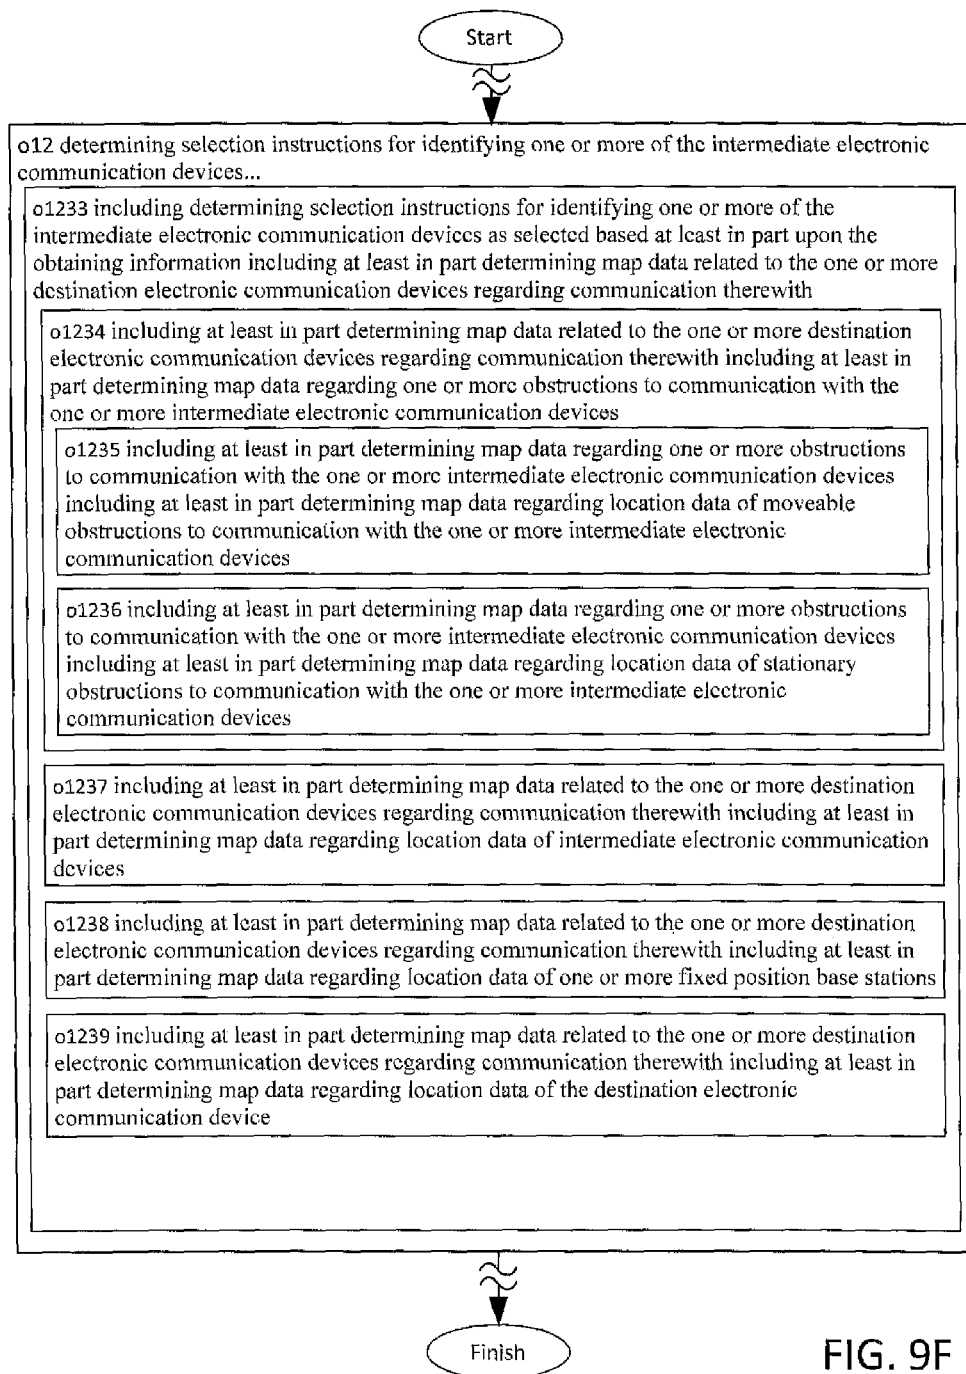 Start
o12 determining selection instructions for identifying one or more of the intermediate electronic
communication devices...
o1233 including determining selection instructions for identifying one or more of the
intermediate electronic communication devices as selected based at least in part upon the
obtaining information including at least in part determining map data related to the one or more
destination electronic communication devices regarding communication therewith
o1234 including at least in part determining map data related to the one or more destination
electronic communication devices regarding communication therewith including at least in
part determining map data regarding one or more obstructions to communication with the
one or more intermediate electronic communication devices
o1235 including at least in part determining map data regarding one or more obstructions
to communication with the one or more intermediate electronic communication devices
including at least in part determining map data regarding location data of moveable
obstructions to communication with the one or more intermediate electronic
communication devices
o1236 including at least in part determining map data regarding one or more obstructions
to communication with the one or more intermediate electronic communication devices
including at least in part determining map data regarding location data of stationary
obstructions to communication with the one or more intermediate electronic
communication devices
o1237 including at least in part determining map data related to the one or more destination
electronic communication devices regarding communication therewith including at least in
part determining map data regarding location data of intermediate electronic communication
devices
o1238 including at least in part determining map data related to the one or more destination
electronic communication devices regarding communication therewith including at least in
part determining map data regarding location data of one or more fixed position base stations
o1239 including at least in part determining map data related to the one or more destination
electronic communication devices regarding communication therewith including at least in
part determining map data regarding location data of the destination electronic
communication device
Finish
FIG. 9F